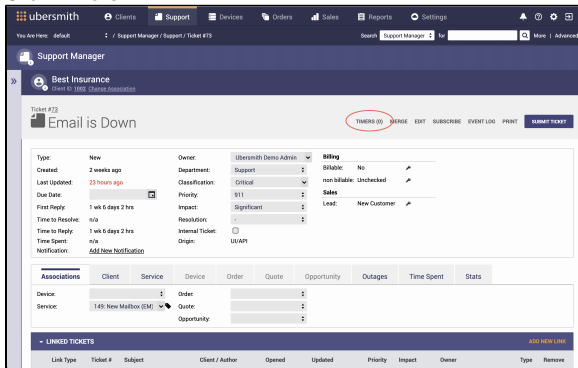 ubersmith Clients Support Devices Orders Sales Reports Settings
You Are Here: default / Support Manager / Support / Ticket #73 Search Support Manager for More | Advanced
Support Manager
Best Insurance
Client ID: 1002 Change Association
Ticket #73
Email is Down
TIMERS (0) MERGE EDIT SUBSCRIBE EVENT LOG PRINT SUBMIT TICKET
Type: New Owner: Ubersmith Demo Admin Billing
Created: 2 weeks ago Department: Support Billable: No
Last Updated: 23 hours ago Classification: Critical non billable: Unchecked
Due Date: Priority: 911 Sales
First Reply: 1 wk 6 days 2 hrs Impact: Significant Lead: New Customer
Time to Resolve: n/a Resolution: -
Time to Reply: 1 wk 6 days 2 hrs Internal Ticket:
Time Spent: n/a Origin: UI/API
Notification: Add New Notification
Associations Client Service Device Order Quote Opportunity Outages Time Spent Stats
Device: Order:
Service: 149: New Mailbox (EM) Quote:
Opportunity:
LINKED TICKETS ADD NEW LINK
Link Type Ticket # Subject Client / Author Opened Updated Priority Impact Owner Type Remove